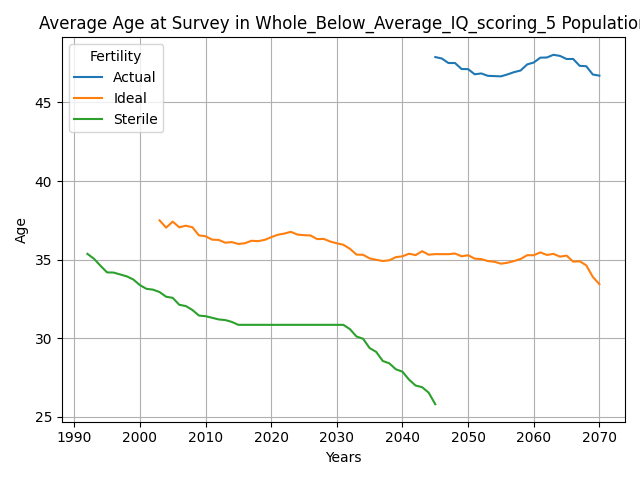 Average Age at Survey in Whole_Below_Average_IQ_scoring_5 Population
Fertility
Actual
Ideal
Sterile
45
40
35
30
25
Age
1990 2000 2010 2020 2030 2040 2050 2060 2070
Years